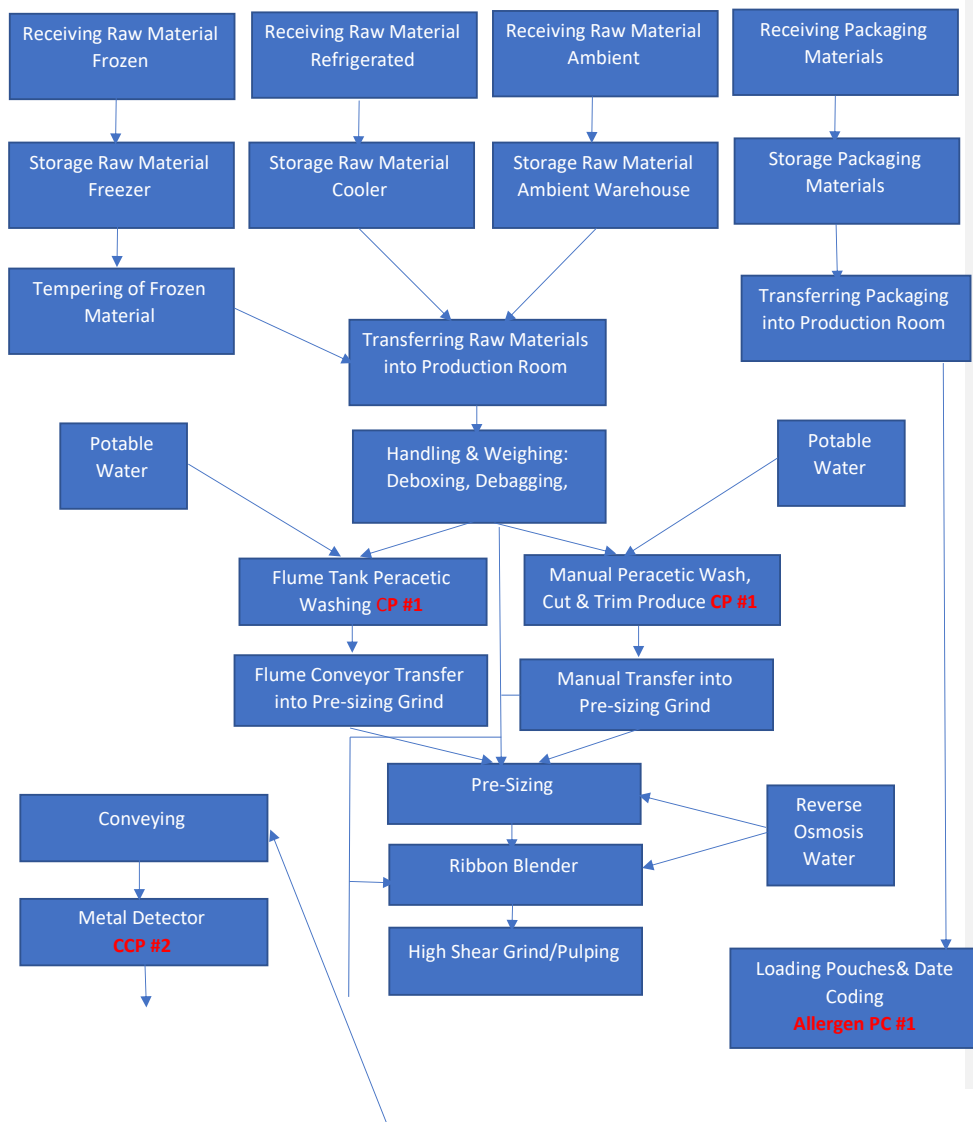 Receiving Raw Material
Frozen
Receiving Raw Material
Refrigerated
Receiving Raw Material
Ambient
Receiving Packaging
Materials
Storage Raw Material
Freezer
Storage Raw Material
Cooler
Storage Raw Material
Ambient Warehouse
Storage Packaging
Materials
Tempering of Frozen
Material
Transferring Raw Materials
into Production Room
Transferring Packaging
into Production Room
Potable
Water
Handling & Weighing:
Deboxing, Debagging,
Potable
Water
Flume Tank Peracetic
Washing CP #1
Manual Peracetic Wash,
Cut & Trim Produce CP #1
Flume Conveyor Transfer
into Pre-sizing Grind
Manual Transfer into
Pre-sizing Grind
Pre-Sizing
Conveying
Reverse
Osmosis
Water
Ribbon Blender
Metal Detector
CCP #2
High Shear Grind/Pulping
Loading Pouches& Date
Coding
Allergen PC #1